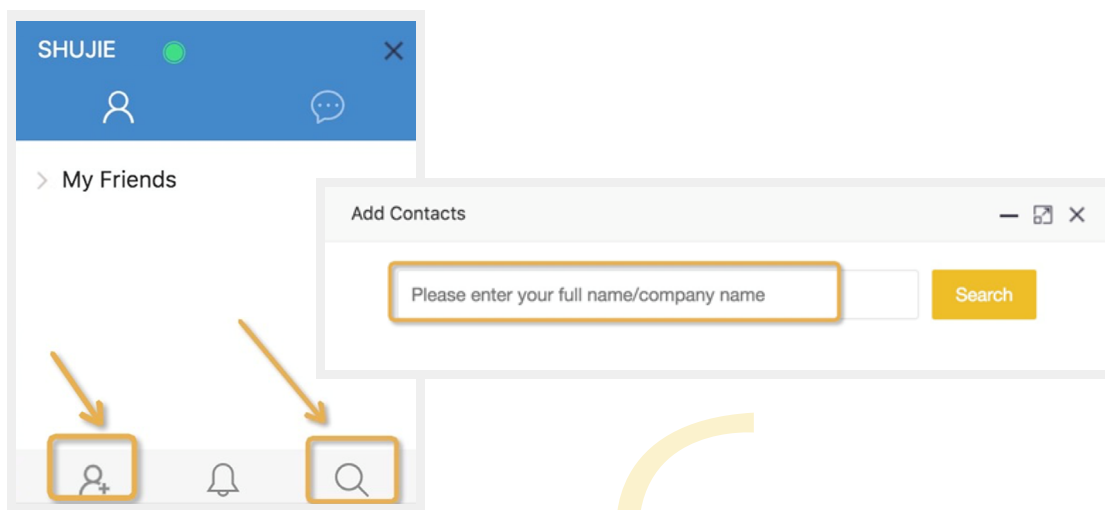 SHUJIE
My Friends
Add Contacts
Please enter your full name/company name
Search